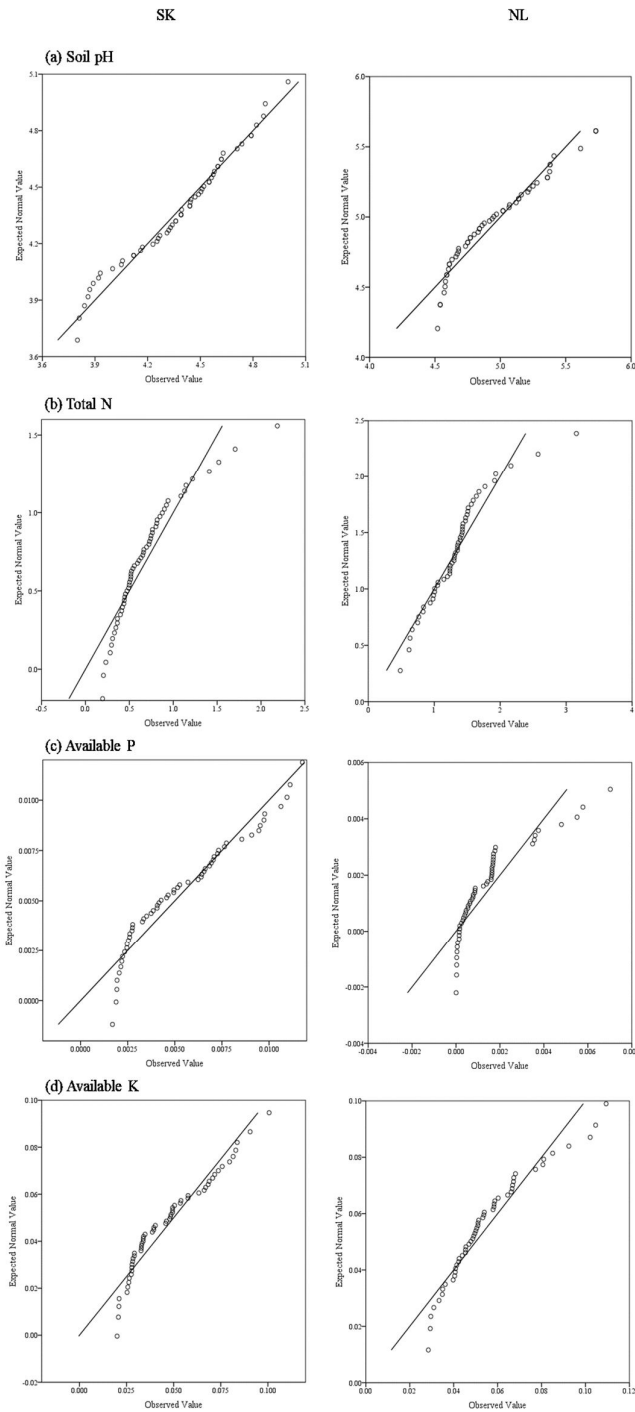 SK NL
(a) Soil pH
5.1
4.8
4.5
4.2
3.9
3.6
Expected Normal Value
3.6 3.9 4.2 4.5 4.8 5.1
Observed Value
6.0
5.5
5.0
4.5
4.0
Expected Normal Value
4.0 4.5 5.0 5.5 6.0
Observed Value
(b) Total N
1.5
1.0
0.5
0.0
Expected Normal Value
-0.5 0.0 0.5 1.0 1.5 2.0 2.5
Observed Value
2.5
2.0
1.5
1.0
0.5
0.0
Expected Normal Value
0 1 2 3 4
Observed Value
(c) Available P
0.0100
0.0075
0.0050
0.0025
0.0000
Expected Normal Value
0.0000 0.0025 0.0050 0.0075 0.0100
Observed Value
0.006
0.004
0.002
0.000
-0.002
-0.004
Expected Normal Value
-0.004 -0.002 0.000 0.002 0.004 0.006 0.00
Observed Value
(d) Available K
0.10
0.08
0.06
0.04
0.02
0.00
-0.02
Expected Normal Value
0.000 0.025 0.050 0.075 0.100
Observed Value
0.10
0.08
0.06
0.04
0.02
0.00
Expected Normal Value
0.00 0.02 0.04 0.06 0.08 0.10 0.12
Observed Value